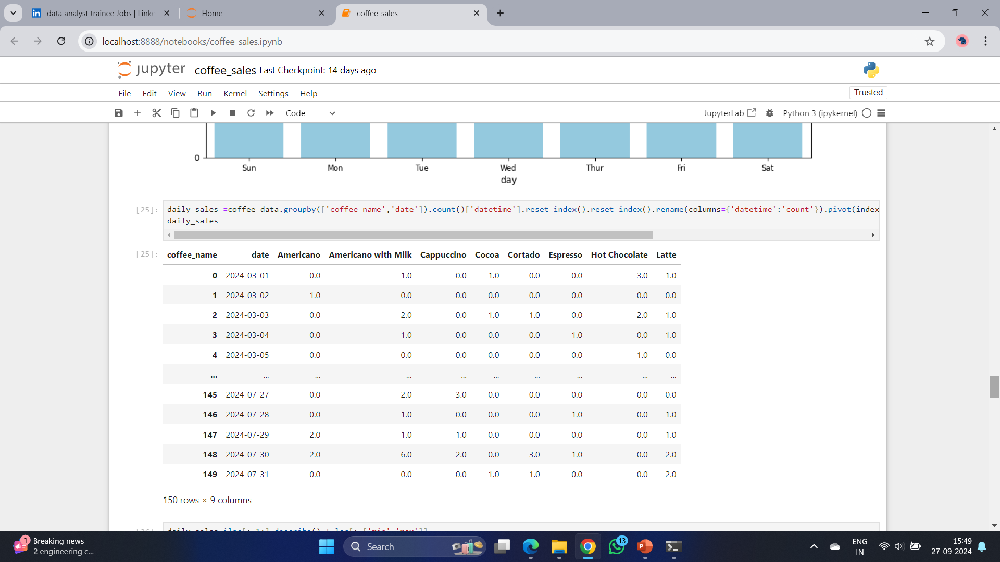 data analyst trainee Jobs | Linke
Home
coffee_sales
localhost:8888/notebooks/coffee_sales.ipynb
jupyter coffee_sales Last Checkpoint: 14 days ago
File Edit View Run Kernel Settings Help
Trusted
Code
JupyterLab
Python 3 (ipykernel)
0
Sun Mon Tue Wed Thur Fri Sat
day
[25]:
daily_sales =coffee_data.groupby(['coffee_name','date']).count()['datetime'].reset_index().reset_index().rename(columns={'datetime':'count'}).pivot(index
daily_sales
[25]:
coffee_name date Americano Americano with Milk Cappuccino Cocoa Cortado Espresso Hot Chocolate Latte
0 2024-03-01 0.0 1.0 0.0 1.0 0.0 0.0 3.0 1.0
1 2024-03-02 1.0 0.0 0.0 0.0 0.0 0.0 0.0 0.0
2 2024-03-03 0.0 2.0 0.0 1.0 1.0 0.0 2.0 1.0
3 2024-03-04 0.0 1.0 0.0 0.0 0.0 1.0 0.0 1.0
4 2024-03-05 0.0 0.0 0.0 0.0 0.0 0.0 1.0 0.0
... ... ... ... ... ... ... ... ... ...
145 2024-07-27 0.0 2.0 3.0 0.0 0.0 0.0 0.0 0.0
146 2024-07-28 0.0 1.0 0.0 0.0 0.0 1.0 0.0 1.0
147 2024-07-29 2.0 1.0 1.0 0.0 0.0 0.0 0.0 1.0
148 2024-07-30 2.0 6.0 2.0 0.0 3.0 1.0 0.0 2.0
149 2024-07-31 0.0 0.0 0.0 1.0 1.0 0.0 0.0 2.0
150 rows × 9 columns
1
Breaking news
2 engineering c...
Search
13
ENG
IN
15:49
27-09-2024